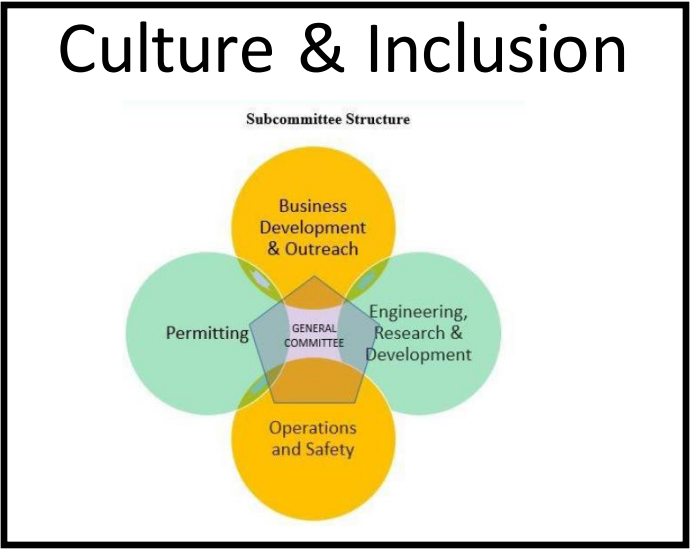 Culture & Inclusion
Subcommittee Structure
Business
Development
& Outreach
Permitting
GENERAL
COMMITTEE
Engineering,
Research &
Development
Operations
and Safety